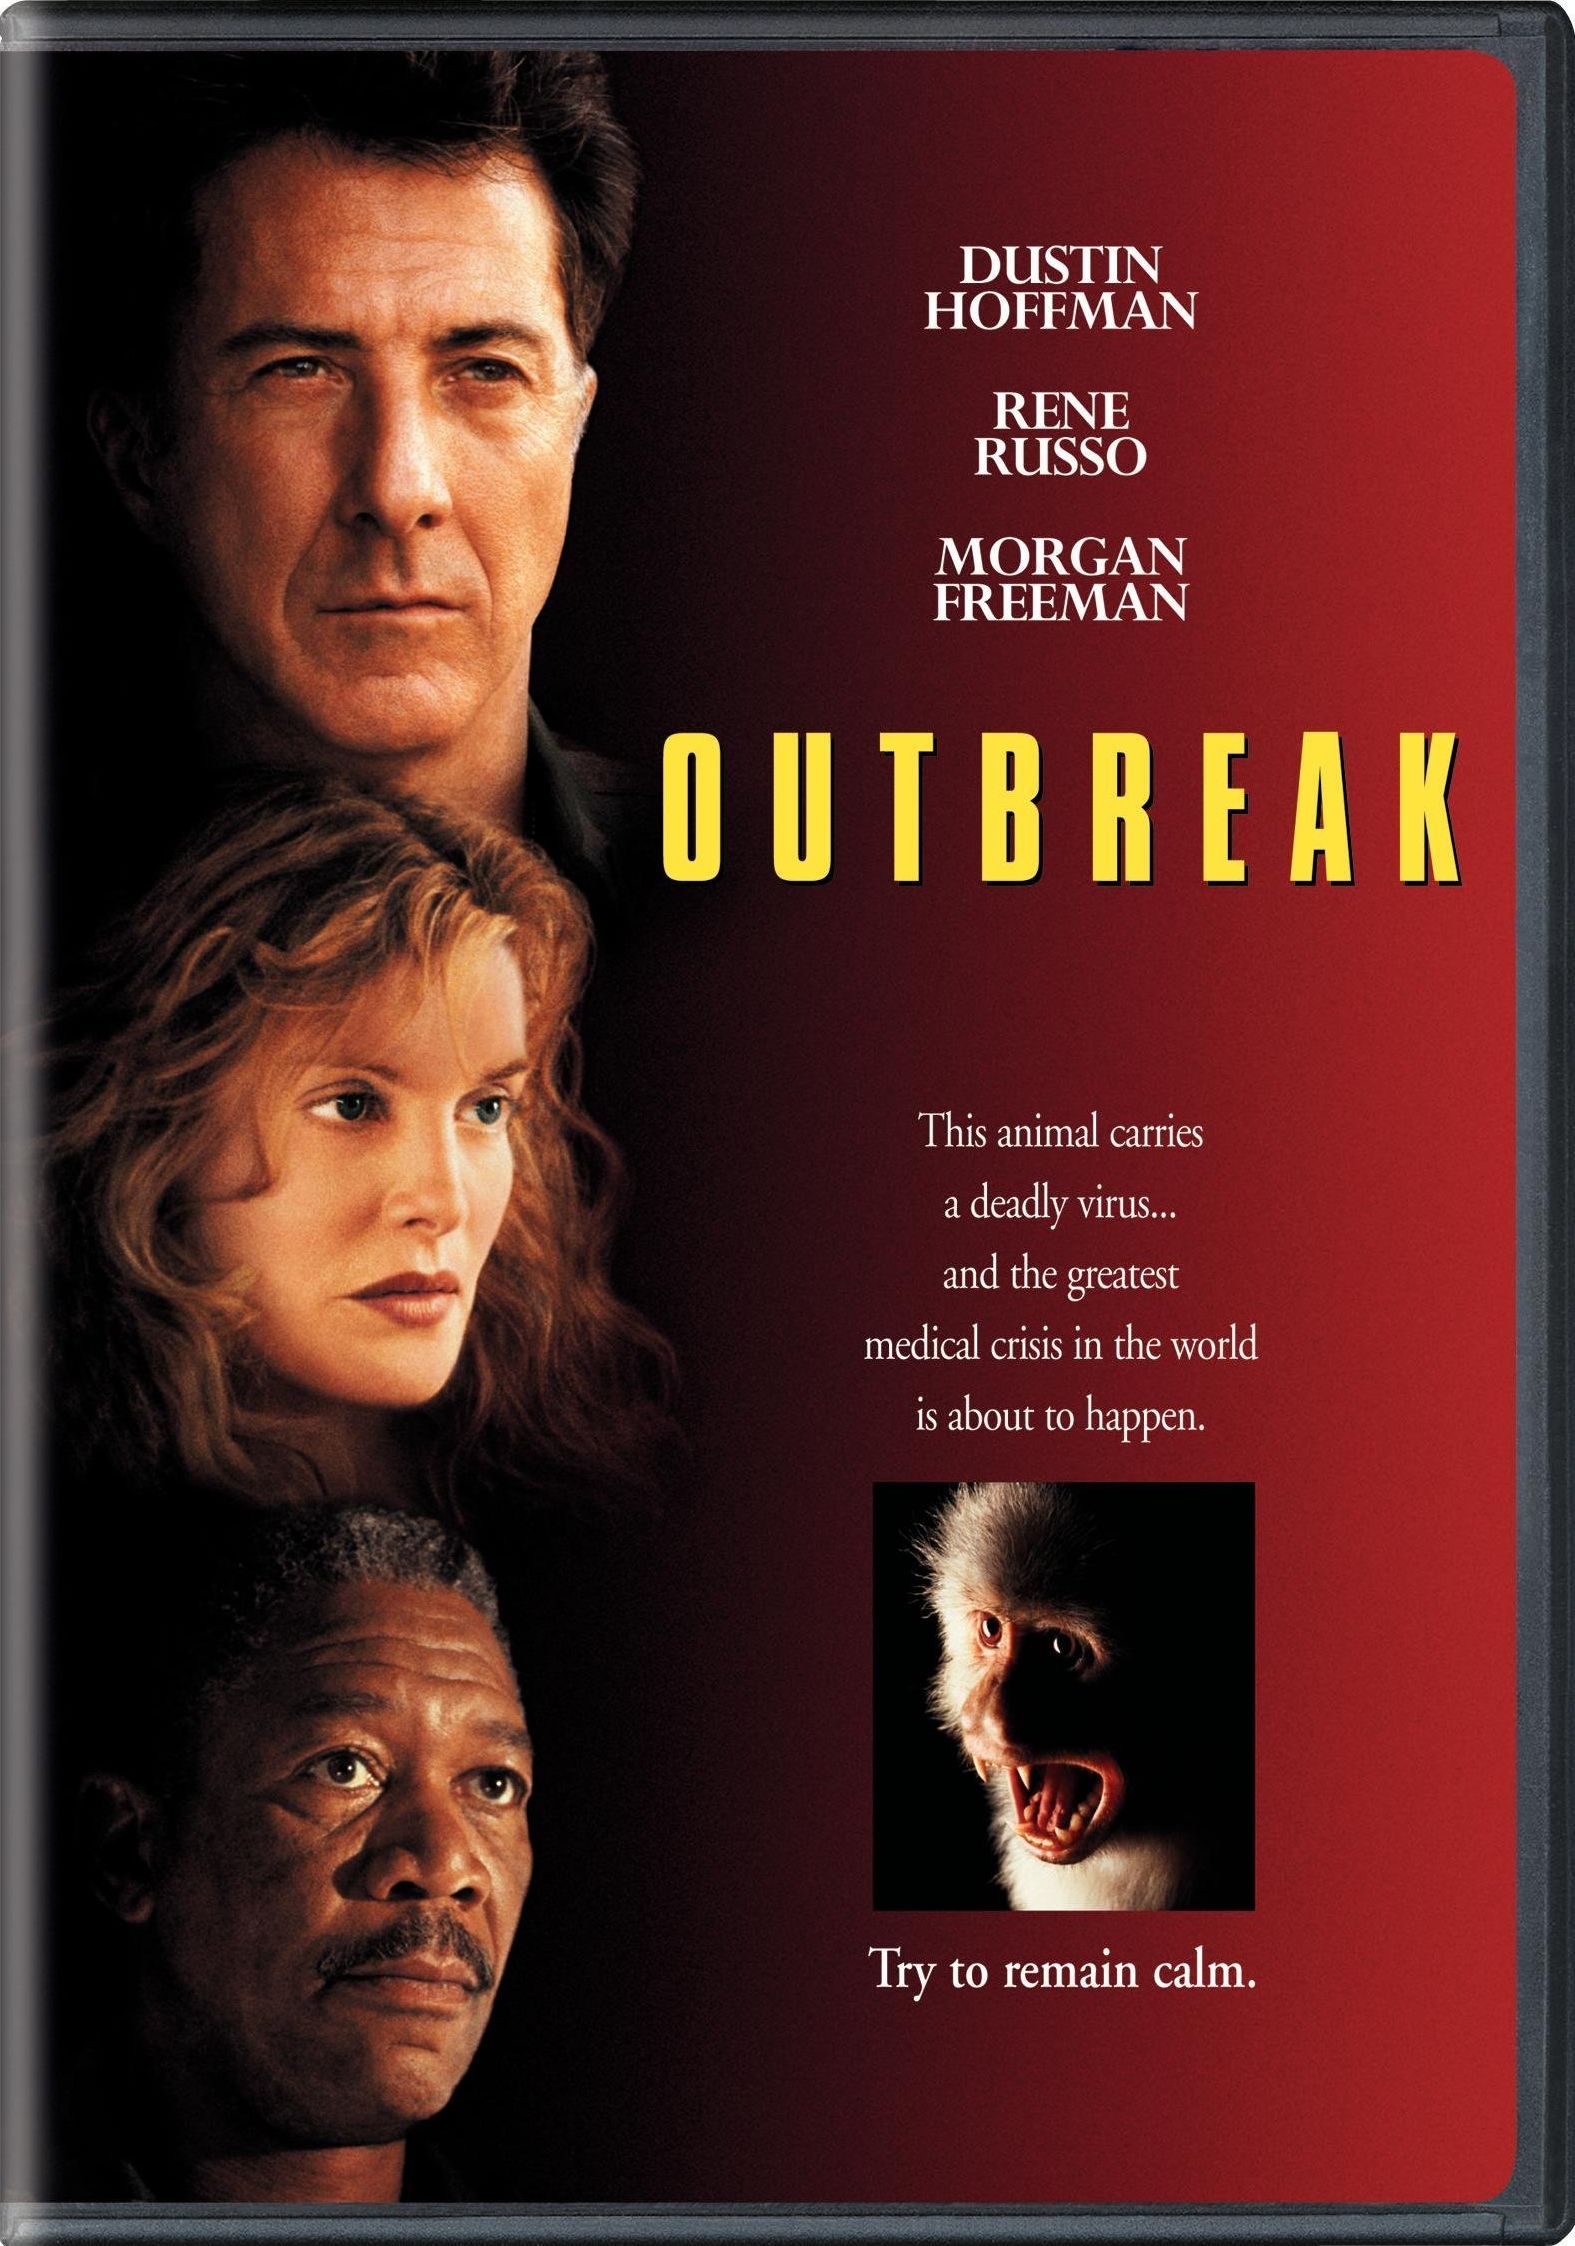 DUSTIN
HOFFMAN
RENE
RUSSO
MORGAN
FREEMAN
OUTBREAK
This animal carries
a deadly virus...
and the greatest
medical crisis in the world
is about to happen.
Try to remain calm.